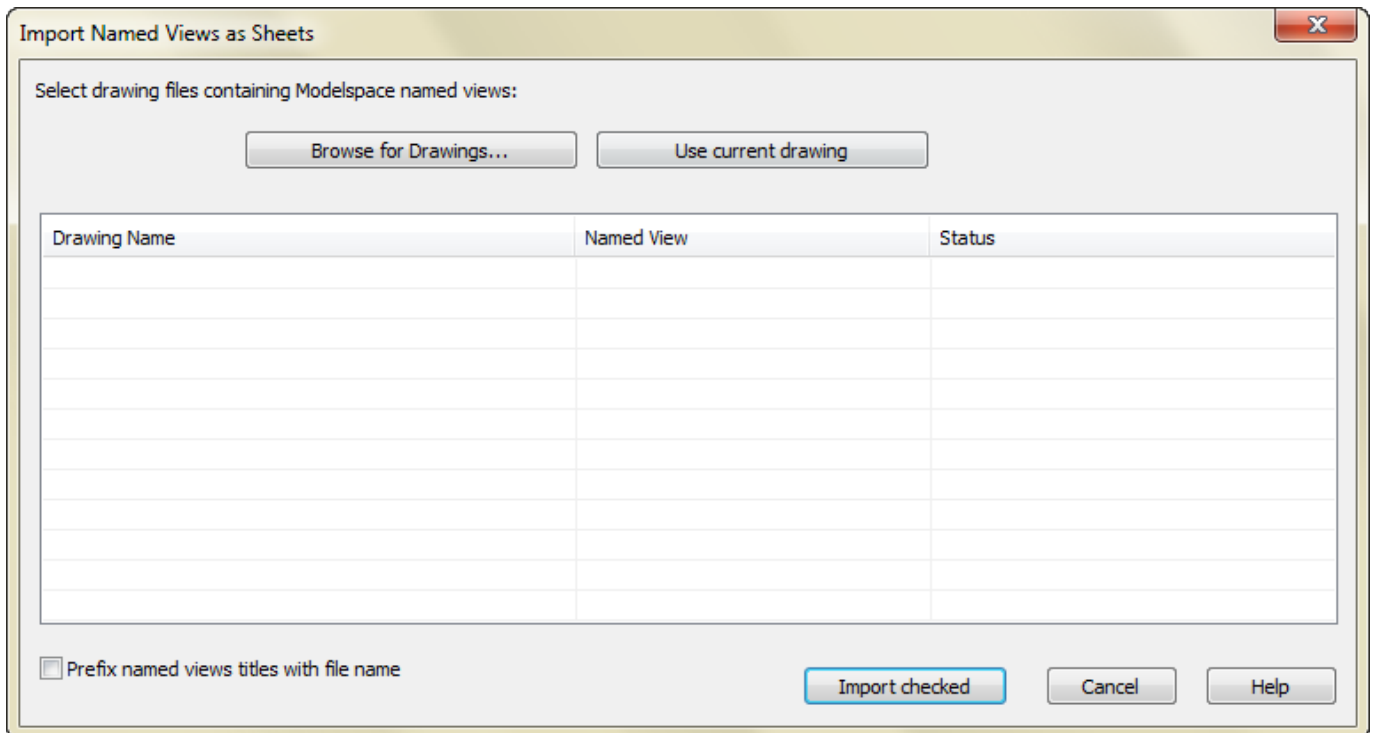 Import Named Views as Sheets
Select drawing files containing Modelspace named views:
Browse for Drawings... Use current drawing
Drawing Name Named View Status
Prefix named views titles with file name
Import checked Cancel Help